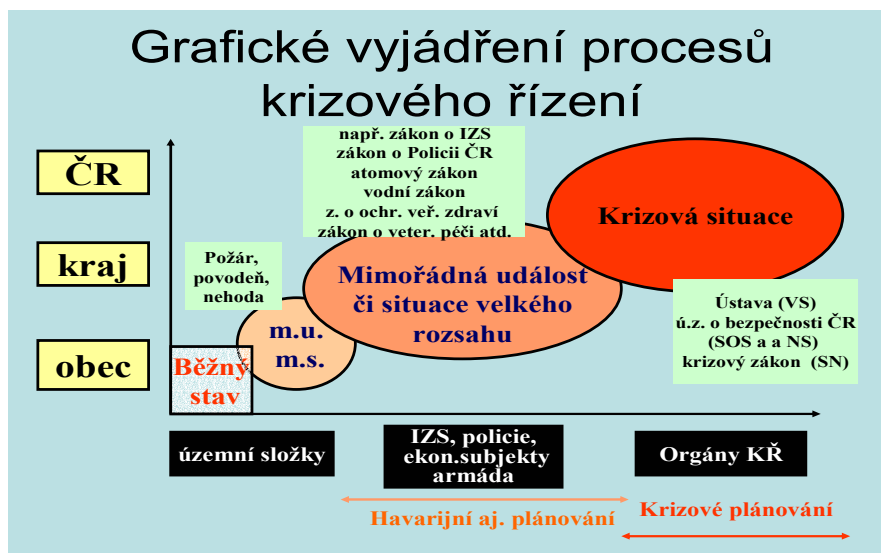 Grafické vyjádření procesů
krizového řízení
např. zákon o IZS
zákon o Policii ČR
atomový zákon
vodní zákon
z. o ochr. veř. zdraví
zákon o veter. péči atd.
ČR
kraj
obec
Požár,
povodeň,
nehoda
Krizová situace
Mimořádná událost
či situace velkého
rozsahu
m.u.
m.s.
Běžný
stav
Ústava (VS)
ú.z. o bezpečnosti ČR
(SOS a a NS)
krizový zákon (SN)
územní složky
IZS, policie,
ekon.subjekty
armáda
Orgány KŘ
Havarijní aj. plánování
Krizové plánování